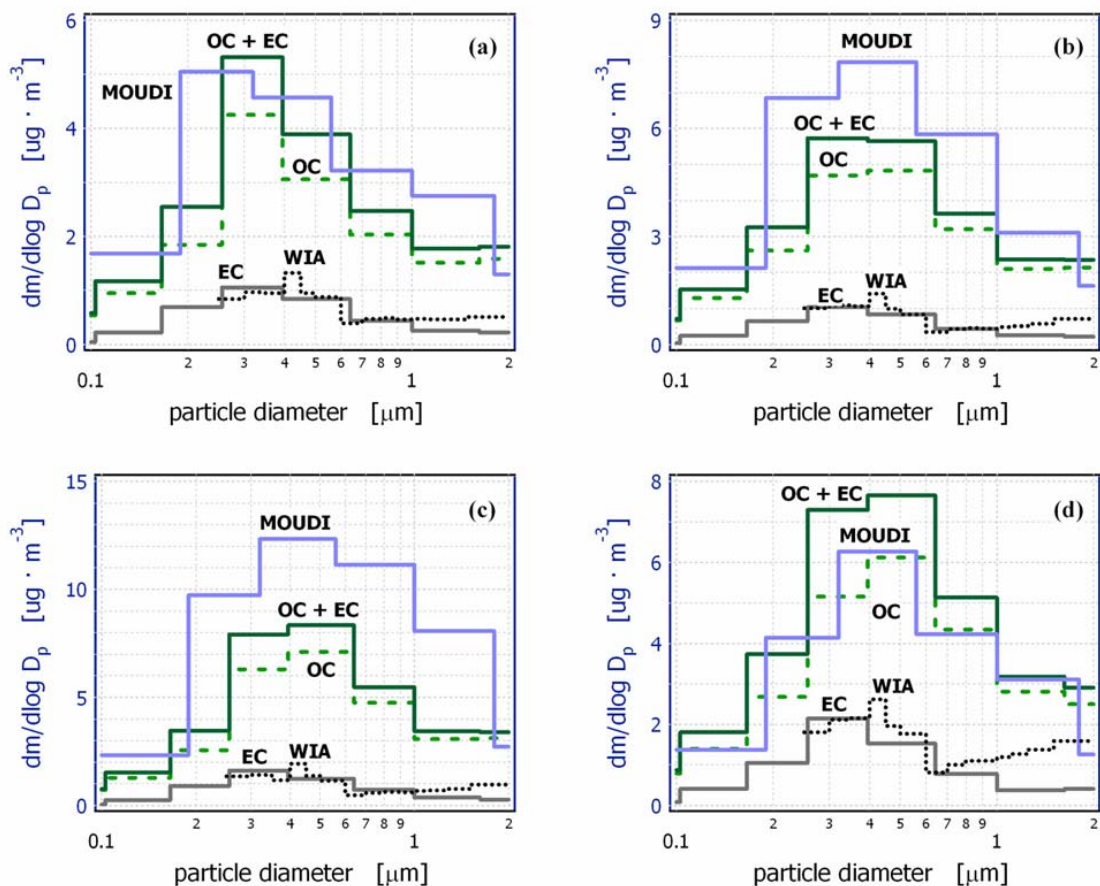 6
4
2
0
dm/dlog Dp [ug · m⁻³]
OC + EC
(a)
MOUDI
OC
EC
WIA
0.1
2
3
4
5
6
7
8
9
1
2
particle diameter [μm]
9
6
3
0
dm/dlog Dp [ug · m⁻³]
MOUDI
(b)
OC + EC
OC
EC
WIA
0.1
2
3
4
5
6
7
8
9
1
2
particle diameter [μm]
15
10
5
0
dm/dlog Dp [ug · m⁻³]
(c)
MOUDI
OC + EC
OC
EC
WIA
0.1
2
3
4
5
6
7
8
9
1
2
particle diameter [μm]
8
6
4
2
0
dm/dlog Dp [ug · m⁻³]
OC + EC
(d)
MOUDI
OC
EC
WIA
0.1
2
3
4
5
6
7
8
9
1
2
particle diameter [μm]